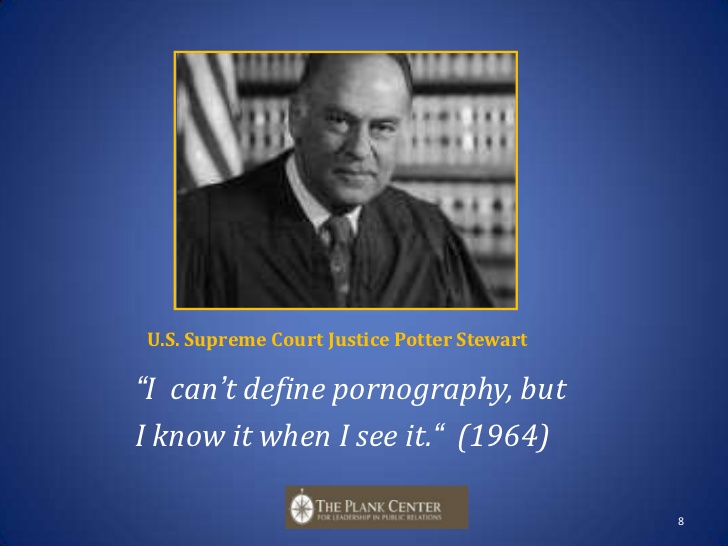 U.S. Supreme Court Justice Potter Stewart
“I can’t define pornography, but
I know it when I see it.“ (1964)
THE PLANK CENTER
FOR LEADERSHIP IN PUBLIC RELATIONS
8